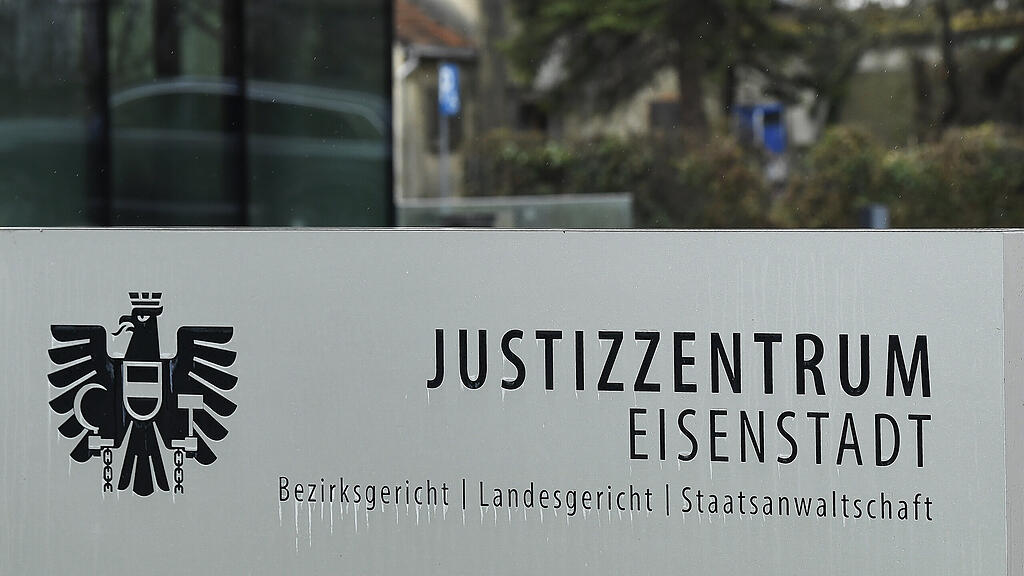 JUSTIZZENTRUM
EISENSTADT
Bezirksgericht | Landesgericht | Staatsanwaltschaft